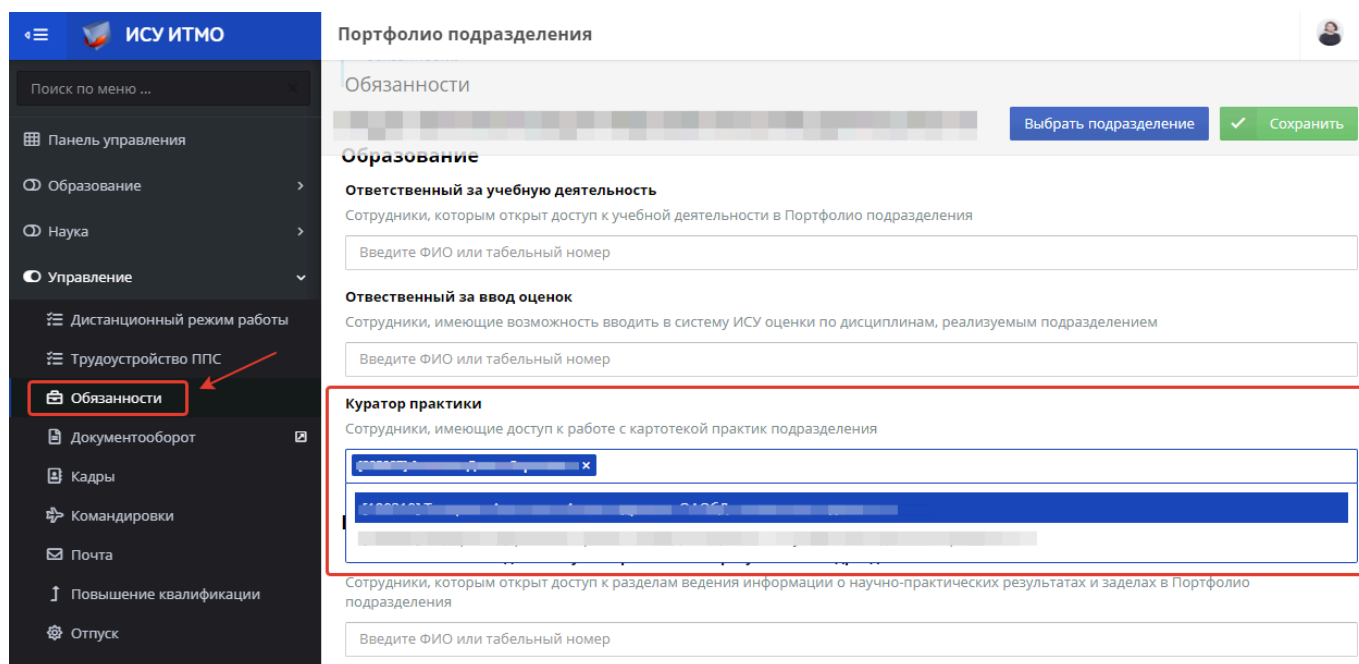 ИСУ ИТМО
Портфолио подразделения
Поиск по меню ...
Обязанности
Выбрать подразделение
Сохранить
Панель управления
Образование
Образование
Ответственный за учебную деятельность
Сотрудники, которым открыт доступ к учебной деятельности в Портфолио подразделения
Наука
Введите ФИО или табельный номер
Управление
Отвественный за ввод оценок
Дистанционный режим работы
Сотрудники, имеющие возможность вводить в систему ИСУ оценки по дисциплинам, реализуемым подразделением
Трудоустройство ППС
Введите ФИО или табельный номер
Обязанности
Куратор практики
Сотрудники, имеющие доступ к работе с картотекой практик подразделения
Документооборот
Кадры
Командировки
Почта
Сотрудники, которым открыт доступ к разделам ведения информации о научно-практических результатах и заделах в Портфолио
подразделения
Повышение квалификации
Отпуск
Введите ФИО или табельный номер